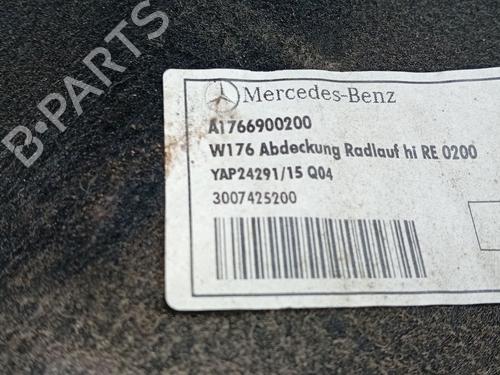 B-PARTS
Mercedes-Benz
A1766900200
W176 Abdeckung Radlauf hi RE 0200
YAP24291/15 Q04
3007425200